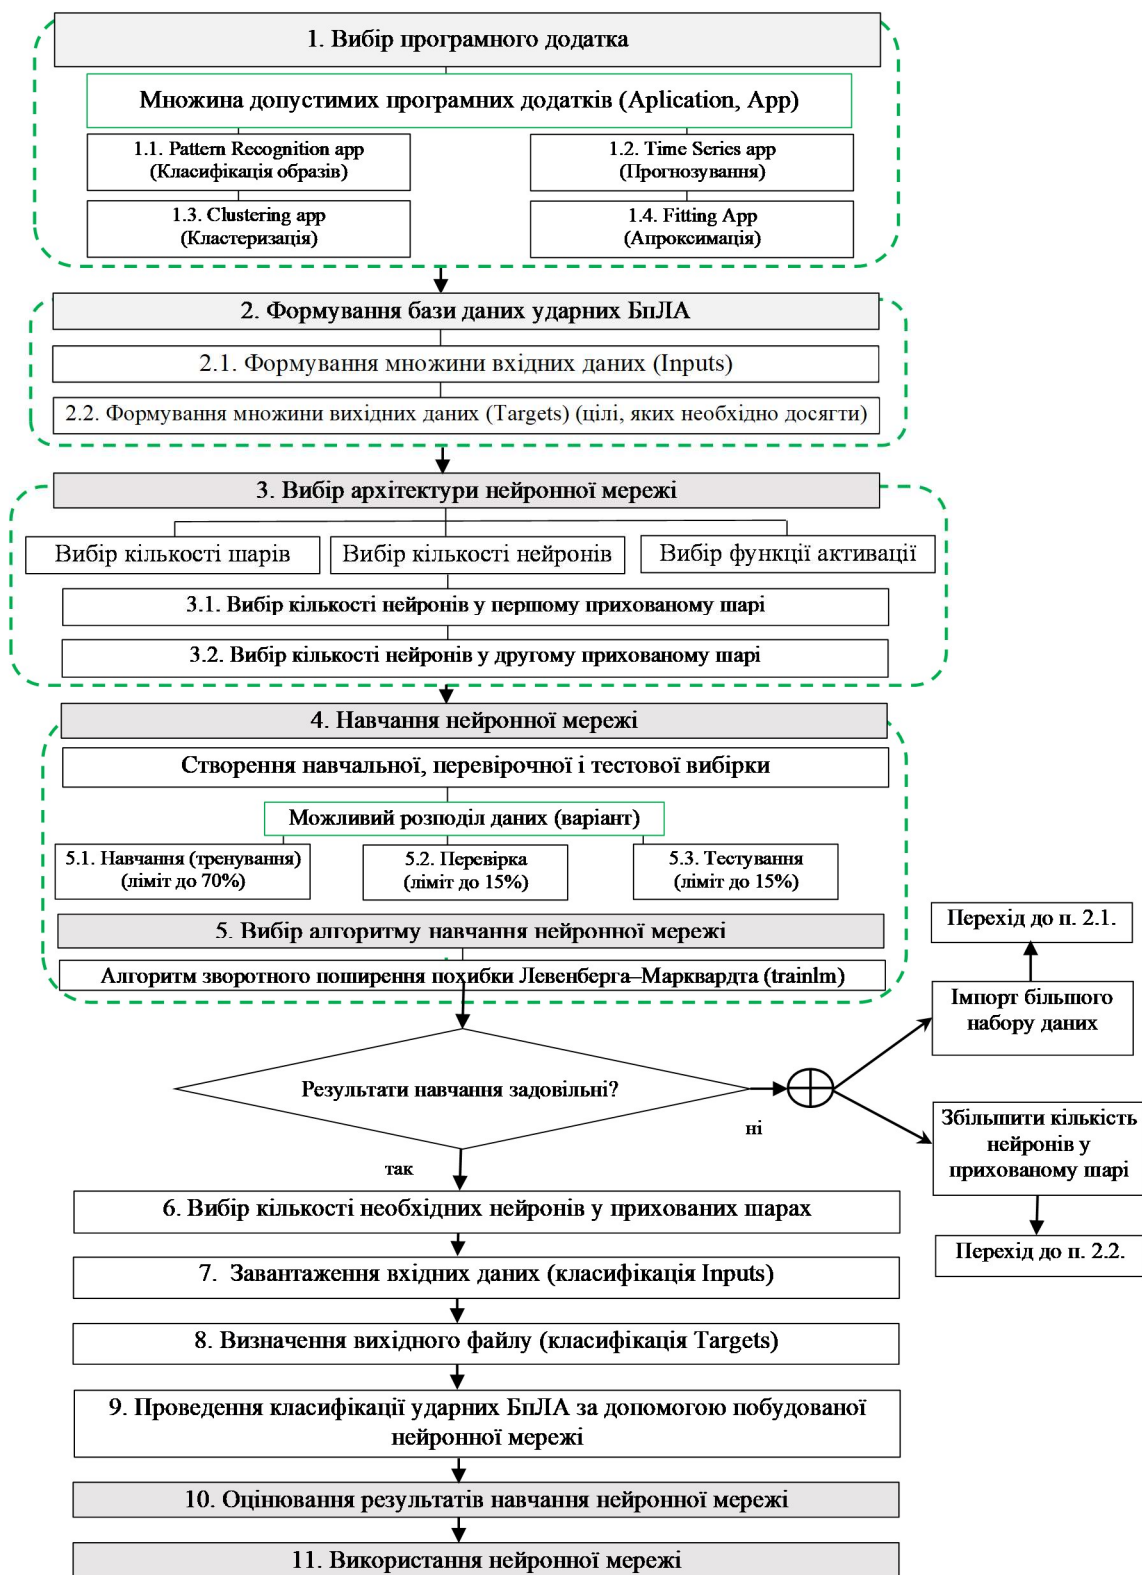 1. Вибір програмного додатка
Множина допустимих програмних додатків (Aplication, App)
1.1. Pattern Recognition app
(Класифікація образів)
1.2. Time Series app
(Прогнозування)
1.3. Clustering app
(Кластеризація)
1.4. Fitting App
(Апроксимація)
2. Формування бази даних ударних БпЛА
2.1. Формування множини вхідних даних (Inputs)
2.2. Формування множини вихідних даних (Targets) (цілі, яких необхідно досягти)
3. Вибір архітектури нейронної мережі
Вибір кількості шарів
Вибір кількості нейронів
Вибір функції активації
3.1. Вибір кількості нейронів у першому прихованому шарі
3.2. Вибір кількості нейронів у другому прихованому шарі
4. Навчання нейронної мережі
Створення навчальної, перевірочної і тестової вибірки
Можливий розподіл даних (варіант)
5.1. Навчання (тренування)
(ліміт до 70%)
5.2. Перевірка
(ліміт до 15%)
5.3. Тестування
(ліміт до 15%)
5. Вибір алгоритму навчання нейронної мережі
Алгоритм зворотного поширення похибки Левенберга–Марквардта (trainlm)
Результати навчання задовільні?
ні
так
Перехід до п. 2.1.
Імпорт більшого
набору даних
Збільшити кількість
нейронів у
прихованому шарі
Перехід до п. 2.2.
6. Вибір кількості необхідних нейронів у прихованих шарах
7. Завантаження вхідних даних (класифікація Inputs)
8. Визначення вихідного файлу (класифікація Targets)
9. Проведення класифікації ударних БпЛА за допомогою побудованої
нейронної мережі
10. Оцінювання результатів навчання нейронної мережі
11. Використання нейронної мережі